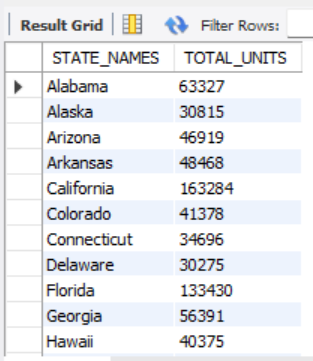 Result Grid Filter Rows:
STATE_NAMES TOTAL_UNITS
Alabama 63327
Alaska 30815
Arizona 46919
Arkansas 48468
California 163284
Colorado 41378
Connecticut 34696
Delaware 30275
Florida 133430
Georgia 56391
Hawaii 40375